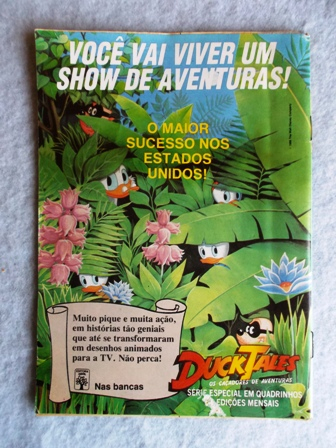 VOCÊ VAI VIVER UM
SHOW DE AVENTURAS!
O MAIOR
SUCESSO NOS
ESTADOS
UNIDOS!
Muito pique e muita ação,
em histórias tão geniais
que até se transformaram
em desenhos animados
para a TV. Não perca!
Nas bancas
DUCKTALES
OS CAÇADORES DE AVENTURAS
SÉRIE ESPECIAL EM QUADRINHOS
EDIÇÕES MENSAIS